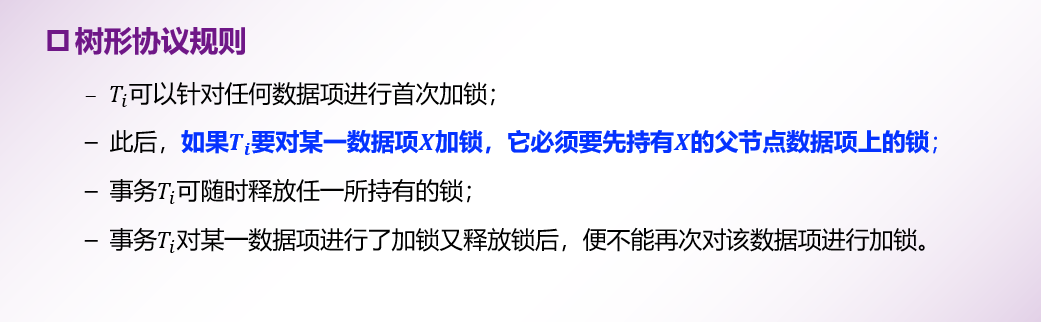 树形协议规则
– Ti可以针对任何数据项进行首次加锁；
– 此后，如果Ti要对某一数据项X加锁，它必须要先持有X的父节点数据项上的锁；
– 事务Ti可随时释放任一所持有的锁；
– 事务Ti对某一数据项进行了加锁又释放锁后，便不能再次对该数据项进行加锁。